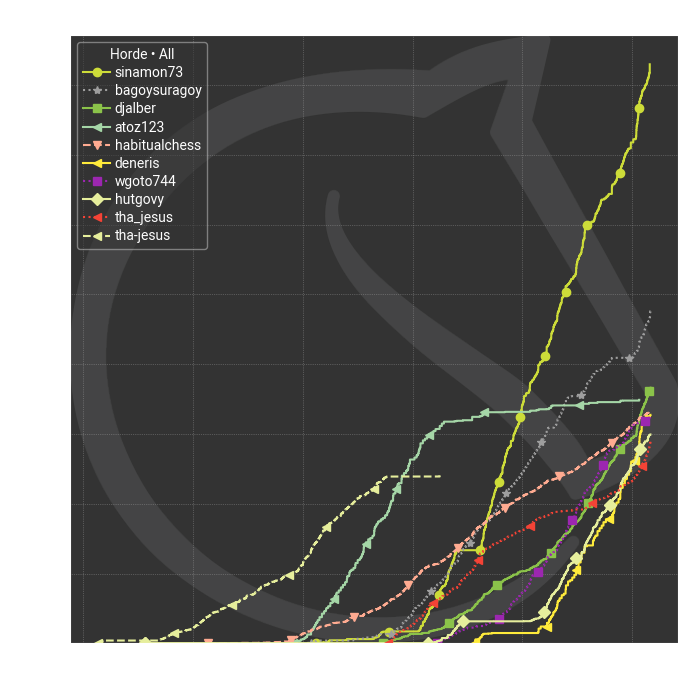 Horde • All
sinamon73
bagoysuragoy
djalber
atoz123
habitualchess
deneris
wgoto744
hutgovy
tha_jesus
tha-jesus